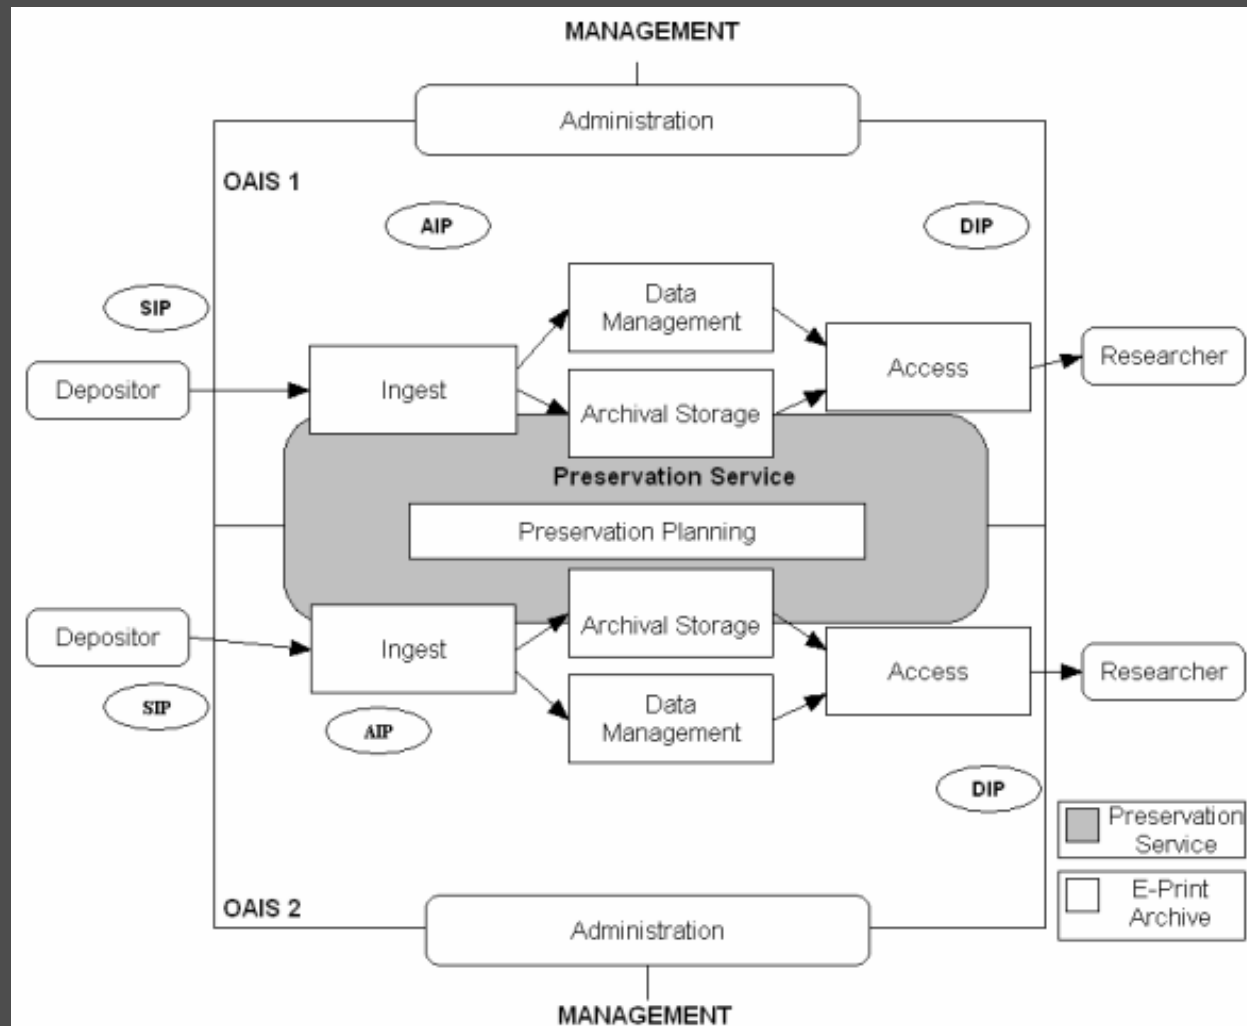 MANAGEMENT
Administration
OAIS 1
AIP
DIP
SIP
Data
Management
Depositor
Ingest
Access
Researcher
Archival Storage
Preservation Service
Preservation Planning
Depositor
Ingest
Archival Storage
Access
Researcher
SIP
AIP
Data
Management
DIP
Preservation
Service
E-Print
Archive
OAIS 2
Administration
MANAGEMENT